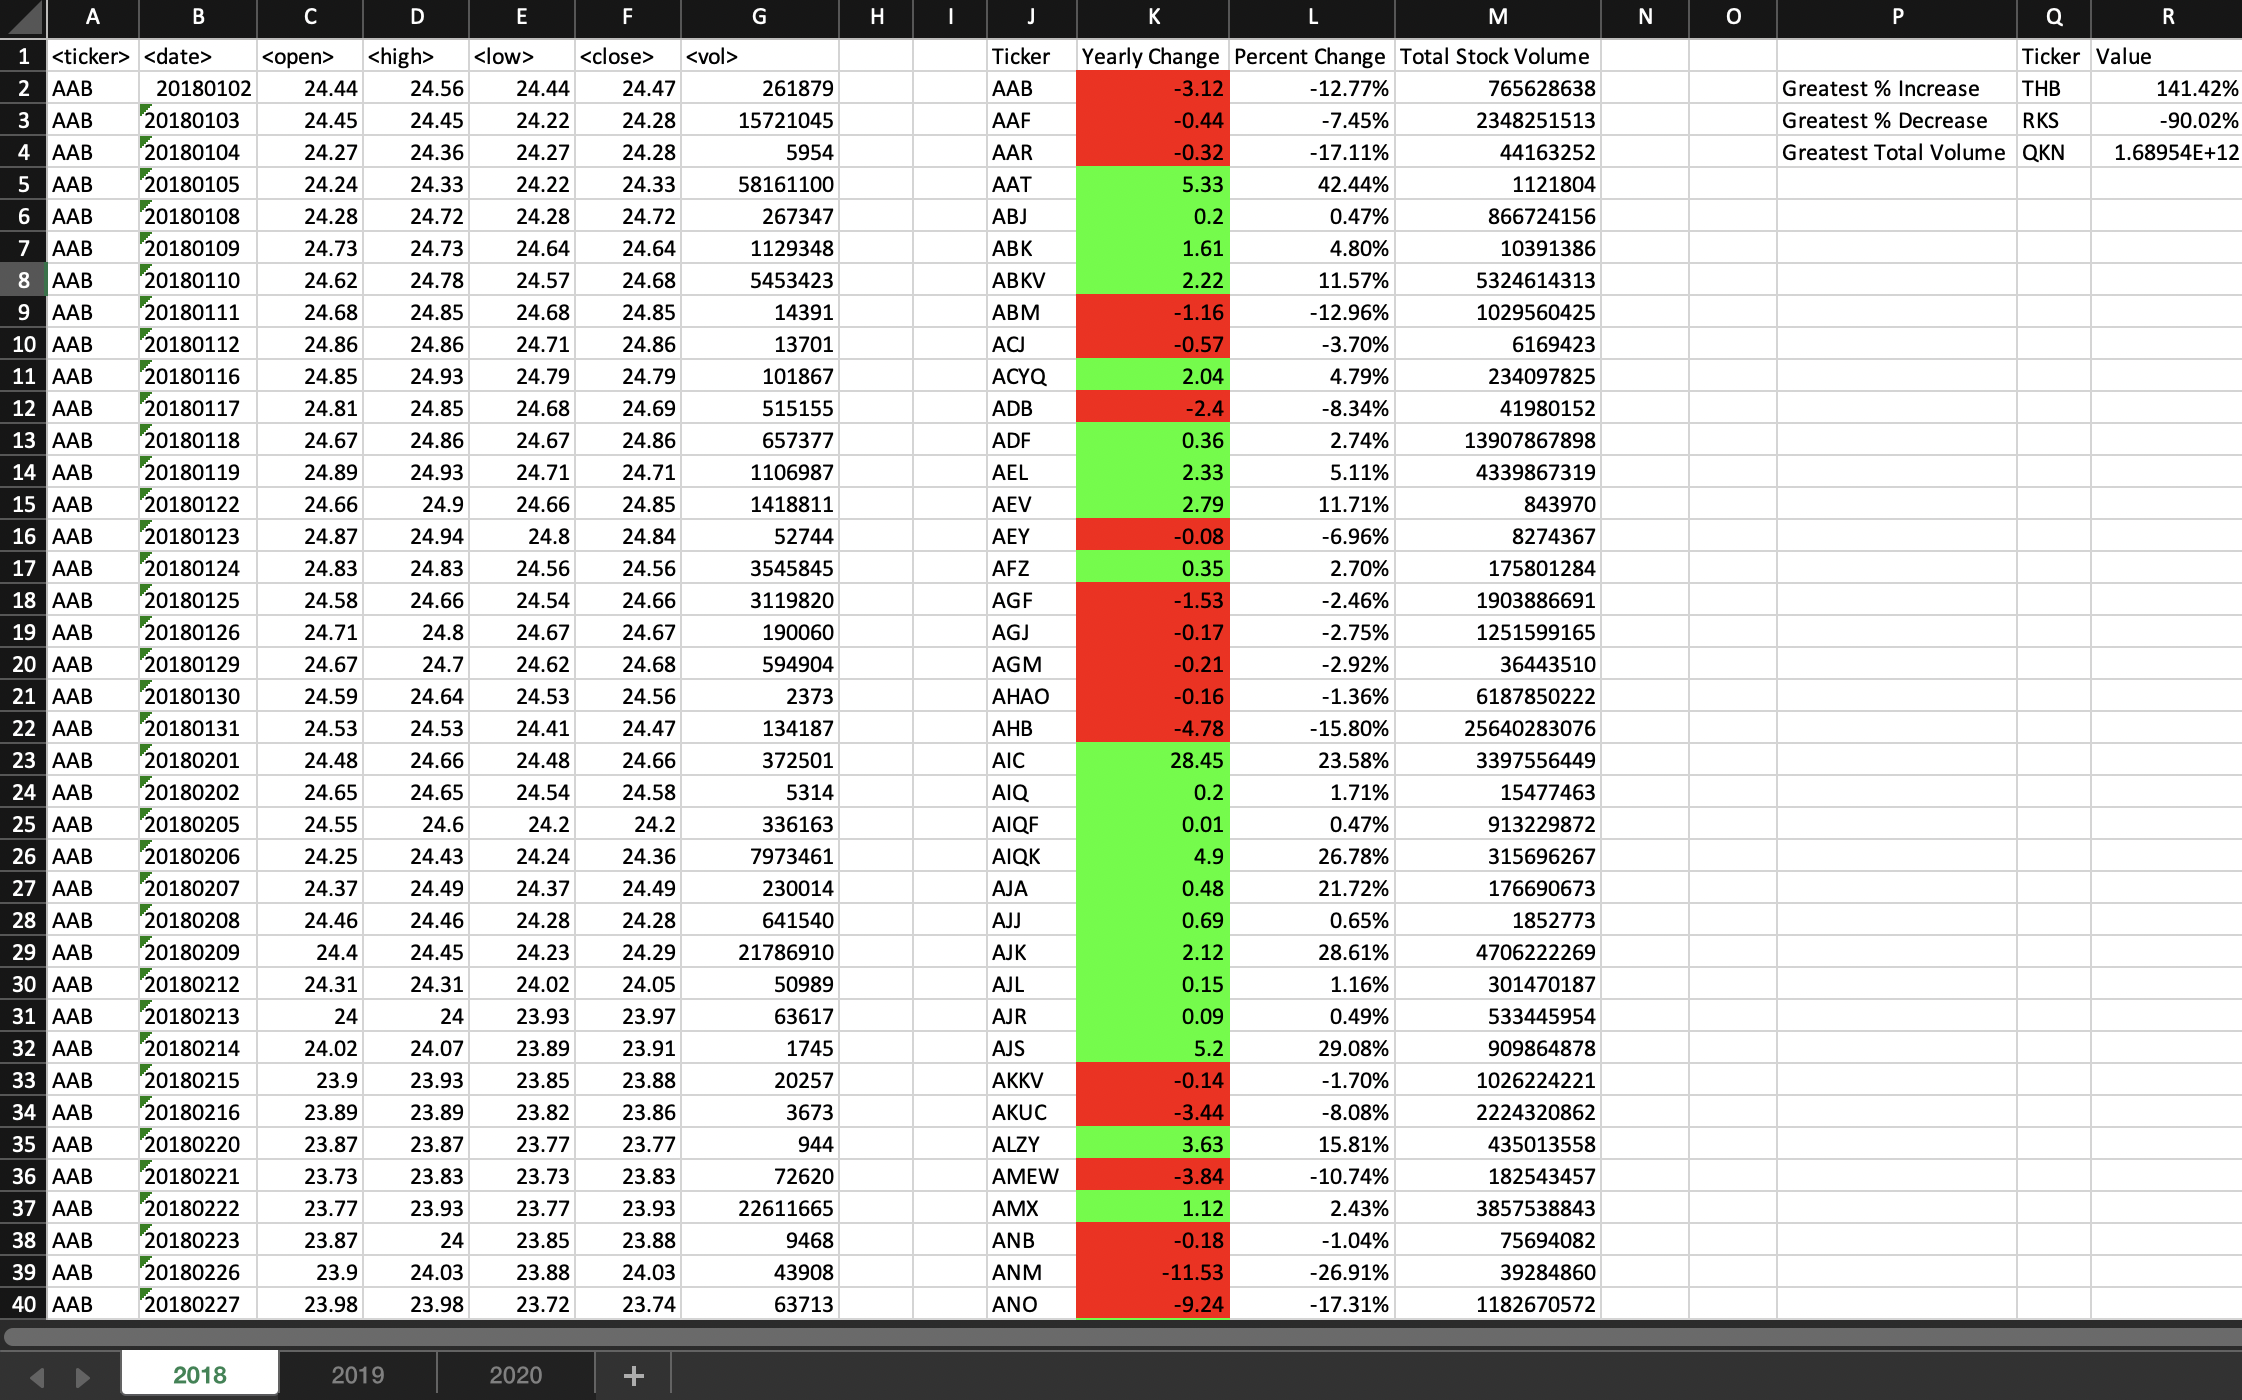 A B C D E F G H I J K L M N O P Q R
1 <ticker> <date> <open> <high> <low> <close> <vol> Ticker Yearly Change Percent Change Total Stock Volume Ticker Value
2 AAB 20180102 24.44 24.56 24.44 24.47 261879 AAB -3.12 -12.77% 765628638 Greatest % Increase THB 141.42%
3 AAB 20180103 24.45 24.45 24.22 24.28 15721045 AAF -0.44 -7.45% 2348251513 Greatest % Decrease RKS -90.02%
4 AAB 20180104 24.27 24.36 24.27 24.28 5954 AAR -0.32 -17.11% 44163252 Greatest Total Volume QKN 1.68954E+12
5 AAB 20180105 24.24 24.33 24.22 24.33 58161100 AAT 5.33 42.44% 1121804
6 AAB 20180108 24.28 24.72 24.28 24.72 267347 ABJ 0.2 0.47% 866724156
7 AAB 20180109 24.73 24.73 24.64 24.64 1129348 ABK 1.61 4.80% 10391386
8 AAB 20180110 24.62 24.78 24.57 24.68 5453423 ABKV 2.22 11.57% 5324614313
9 AAB 20180111 24.68 24.85 24.68 24.85 14391 ABM -1.16 -12.96% 1029560425
10 AAB 20180112 24.86 24.86 24.71 24.86 13701 ACJ -0.57 -3.70% 6169423
11 AAB 20180116 24.85 24.93 24.79 24.79 101867 ACYQ 2.04 4.79% 234097825
12 AAB 20180117 24.81 24.85 24.68 24.69 515155 ADB -2.4 -8.34% 41980152
13 AAB 20180118 24.67 24.86 24.67 24.86 657377 ADF 0.36 2.74% 13907867898
14 AAB 20180119 24.89 24.93 24.71 24.71 1106987 AEL 2.33 5.11% 4339867319
15 AAB 20180122 24.66 24.9 24.66 24.85 1418811 AEV 2.79 11.71% 843970
16 AAB 20180123 24.87 24.94 24.8 24.84 52744 AEY -0.08 -6.96% 8274367
17 AAB 20180124 24.83 24.83 24.56 24.56 3545845 AFZ 0.35 2.70% 175801284
18 AAB 20180125 24.58 24.66 24.54 24.66 3119820 AGF -1.53 -2.46% 1903886691
19 AAB 20180126 24.71 24.8 24.67 24.67 190060 AGJ -0.17 -2.75% 1251599165
20 AAB 20180129 24.67 24.7 24.62 24.68 594904 AGM -0.21 -2.92% 36443510
21 AAB 20180130 24.59 24.64 24.53 24.56 2373 AHAO -0.16 -1.36% 6187850222
22 AAB 20180131 24.53 24.53 24.41 24.47 134187 AHB -4.78 -15.80% 25640283076
23 AAB 20180201 24.48 24.66 24.48 24.66 372501 AIC 28.45 23.58% 3397556449
24 AAB 20180202 24.65 24.65 24.54 24.58 5314 AIQ 0.2 1.71% 15477463
25 AAB 20180205 24.55 24.6 24.2 24.2 336163 AIQF 0.01 0.47% 913229872
26 AAB 20180206 24.25 24.43 24.24 24.36 7973461 AIQK 4.9 26.78% 315696267
27 AAB 20180207 24.37 24.49 24.37 24.49 230014 AJA 0.48 21.72% 176690673
28 AAB 20180208 24.46 24.46 24.28 24.28 641540 AJJ 0.69 0.65% 1852773
29 AAB 20180209 24.4 24.45 24.23 24.29 21786910 AJK 2.12 28.61% 4706222269
30 AAB 20180212 24.31 24.31 24.02 24.05 50989 AJL 0.15 1.16% 301470187
31 AAB 20180213 24 24 23.93 23.97 63617 AJR 0.09 0.49% 533445954
32 AAB 20180214 24.02 24.07 23.89 23.91 1745 AJS 5.2 29.08% 909864878
33 AAB 20180215 23.9 23.93 23.85 23.88 20257 AKKV -0.14 -1.70% 1026224221
34 AAB 20180216 23.89 23.89 23.82 23.86 3673 AKUC -3.44 -8.08% 2224320862
35 AAB 20180220 23.87 23.87 23.77 23.77 944 ALZY 3.63 15.81% 435013558
36 AAB 20180221 23.73 23.83 23.73 23.83 72620 AMEW -3.84 -10.74% 182543457
37 AAB 20180222 23.77 23.93 23.77 23.93 22611665 AMX 1.12 2.43% 3857538843
38 AAB 20180223 23.87 24 23.85 23.88 9468 ANB -0.18 -1.04% 75694082
39 AAB 20180226 23.9 24.03 23.88 24.03 43908 ANM -11.53 -26.91% 39284860
40 AAB 20180227 23.98 23.98 23.72 23.74 63713 ANO -9.24 -17.31% 1182670572
2018 2019 2020 +